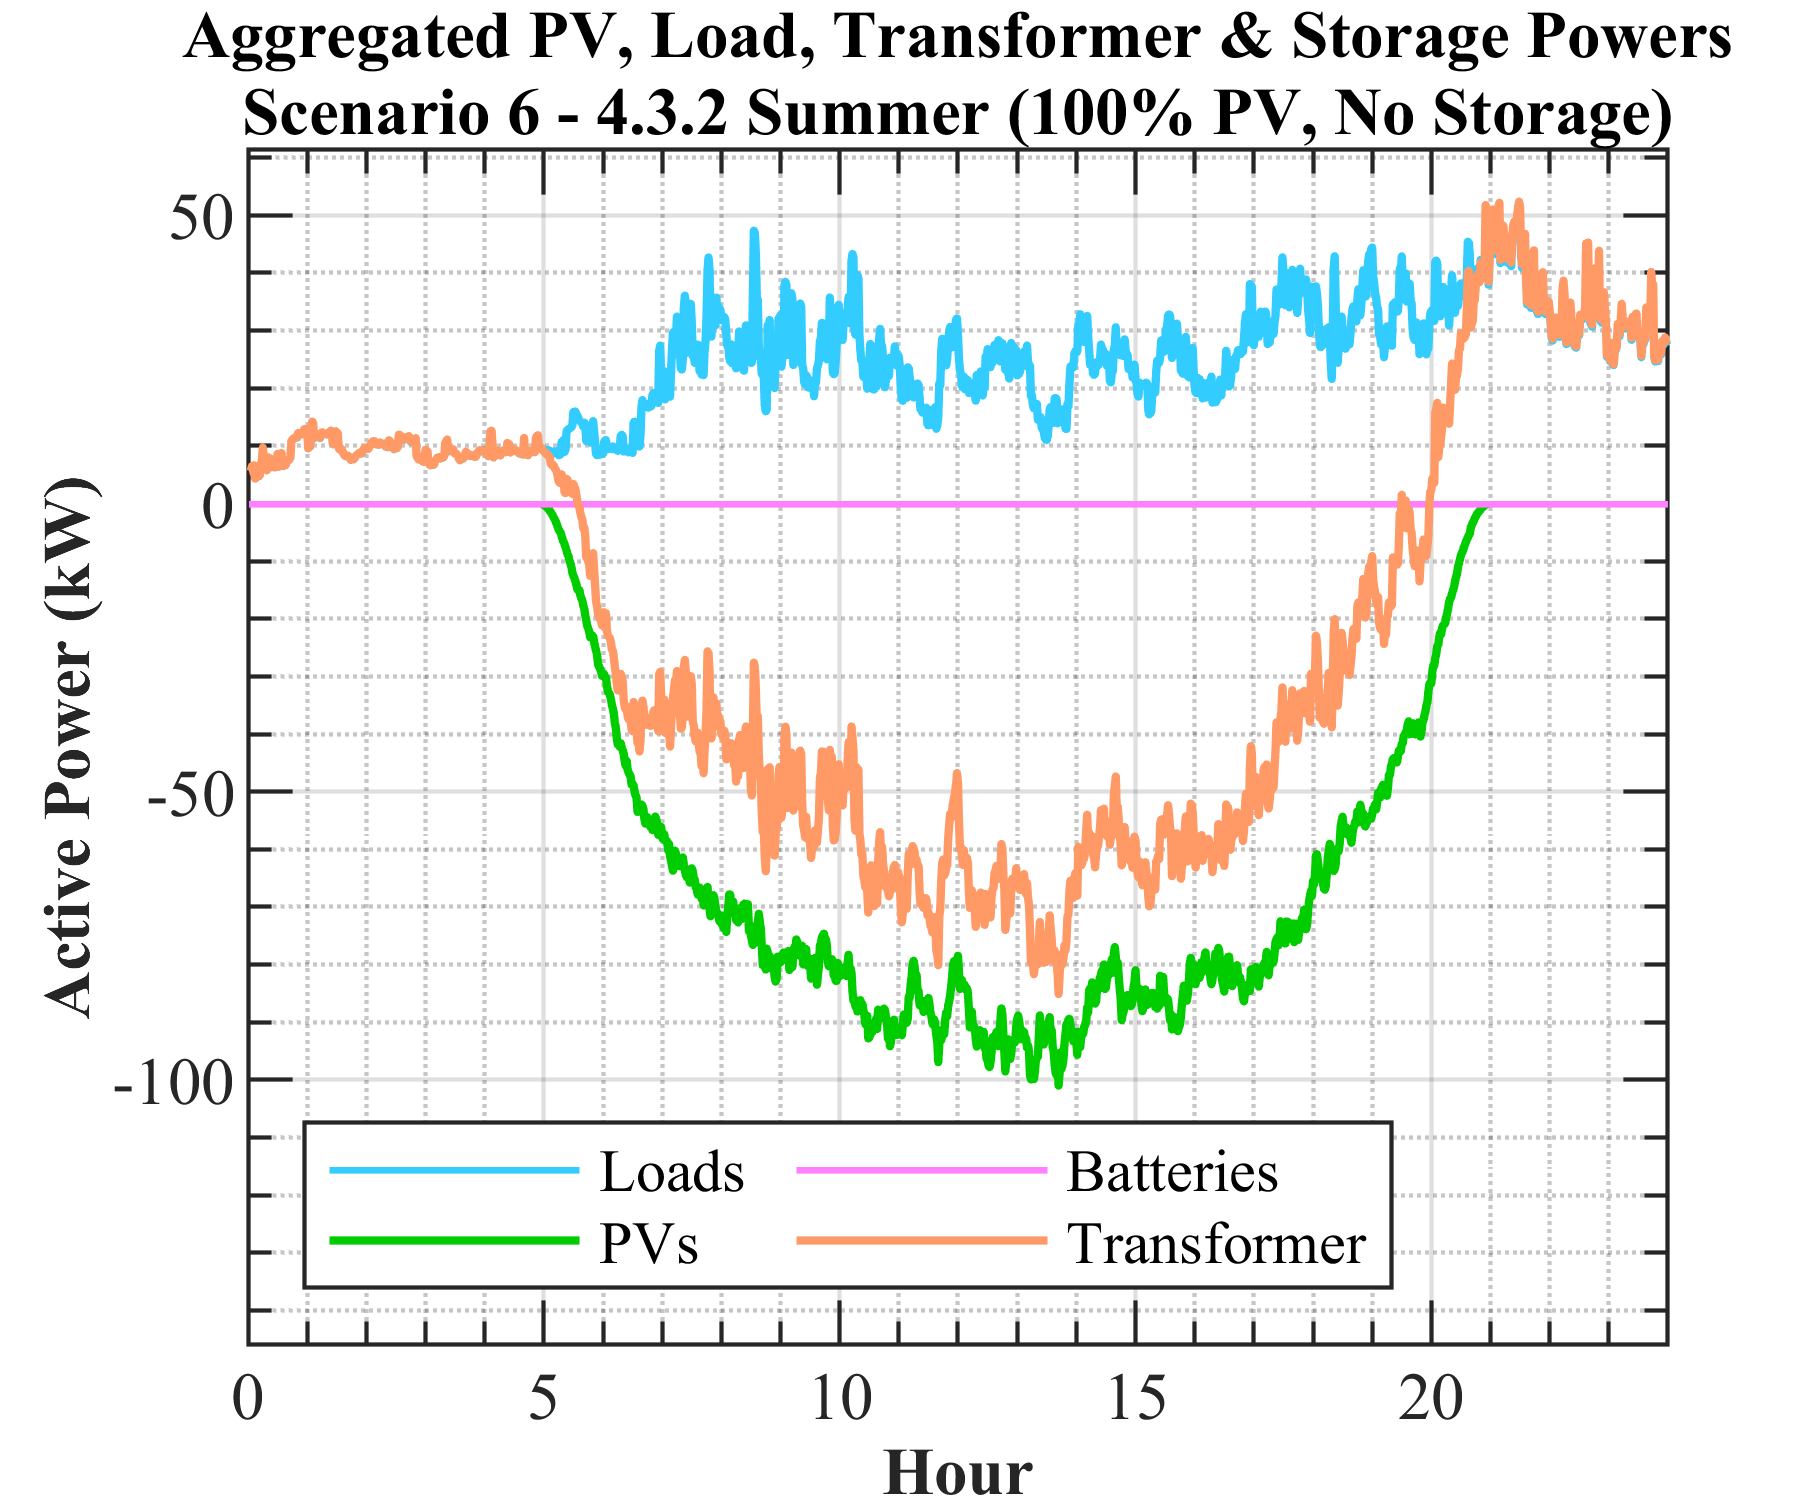 Aggregated PV, Load, Transformer & Storage Powers
Scenario 6 - 4.3.2 Summer (100% PV, No Storage)
50
0
-50
-100
Active Power (kW)
Loads
Batteries
PVs
Transformer
0 5 10 15 20
Hour